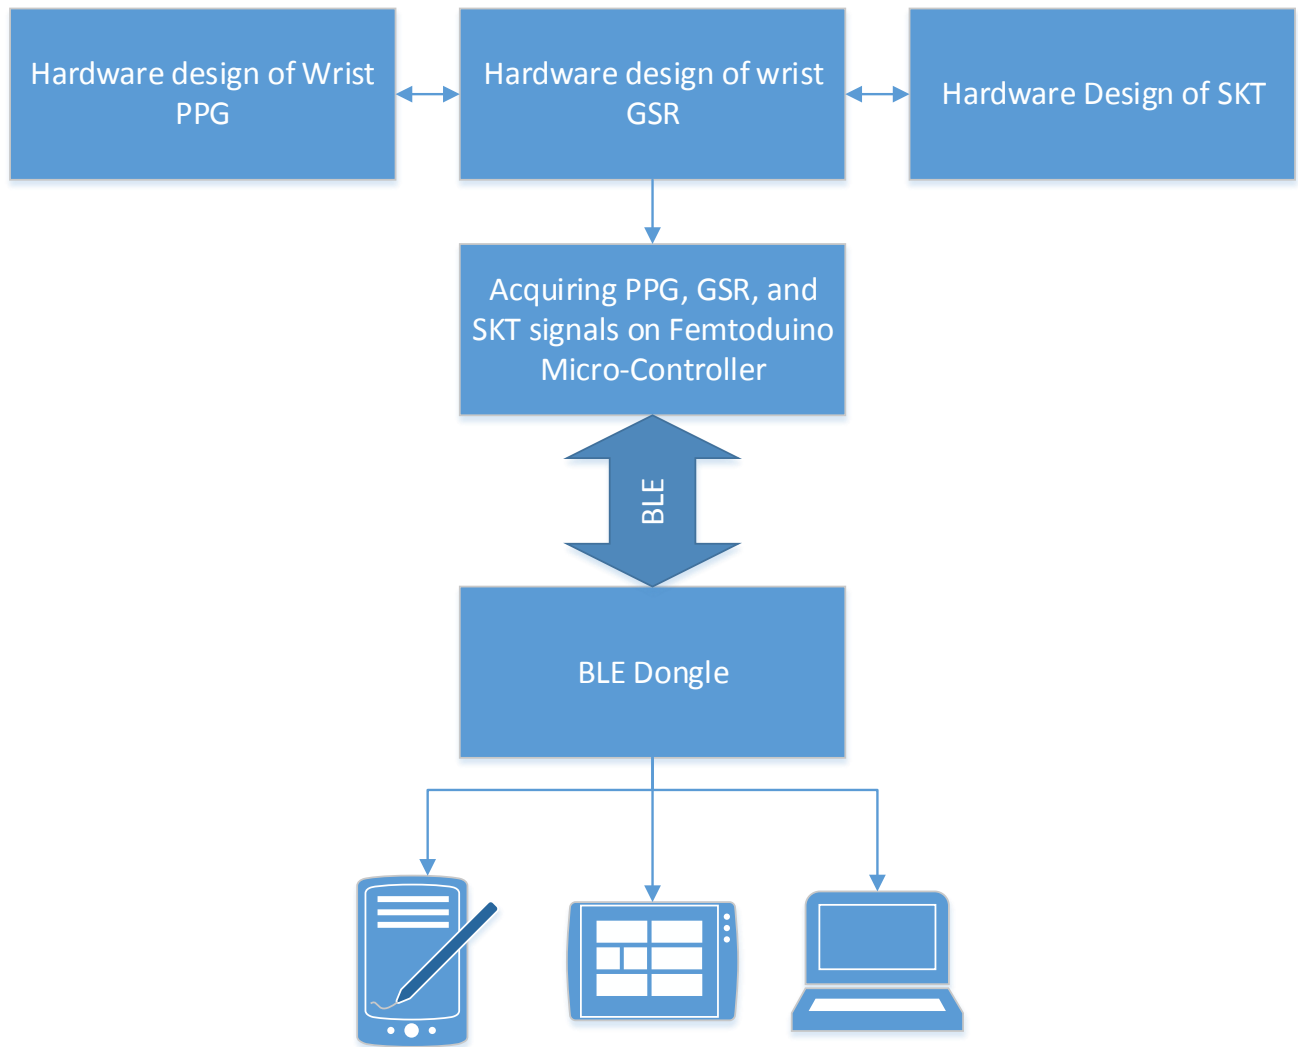 Hardware design of Wrist
PPG
Hardware design of wrist
GSR
Hardware Design of SKT
Acquiring PPG, GSR, and
SKT signals on Femtoduino
Micro-Controller
BLE
BLE Dongle